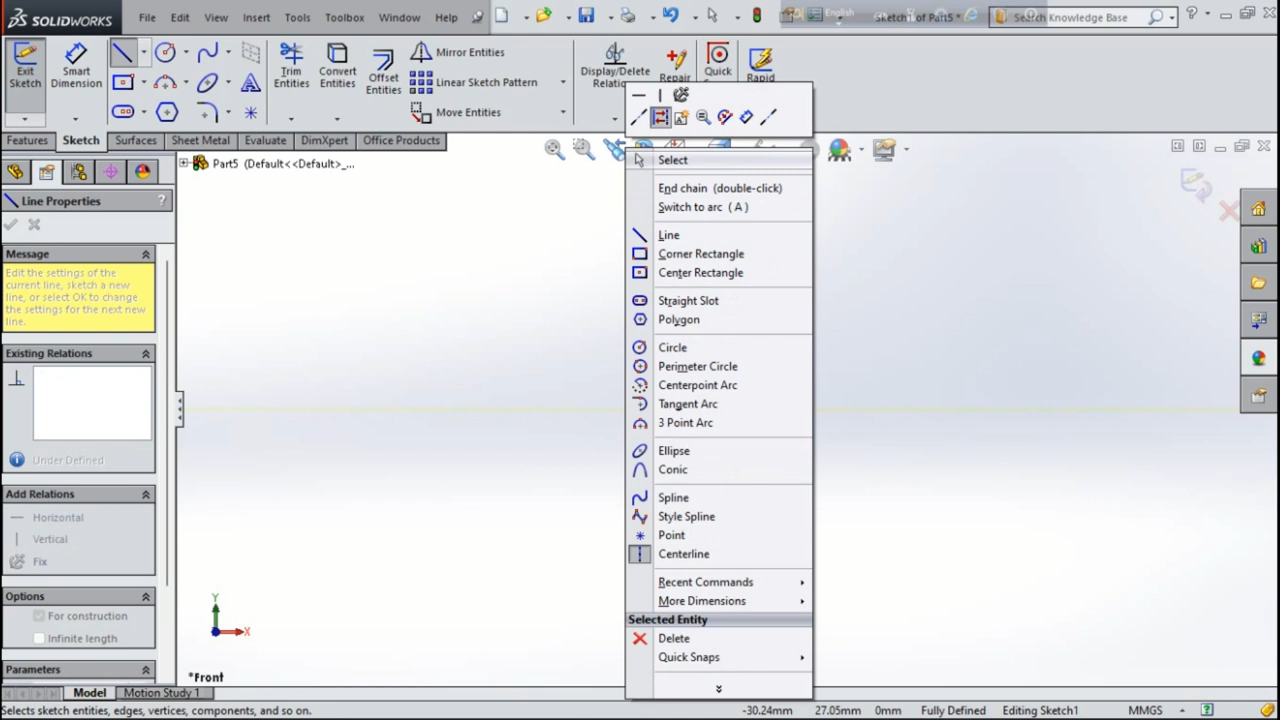 SOLIDWORKS
File Edit View Insert Tools Toolbox Window Help
English
Sketch1 of Part5 *
Search Knowledge Base
Exit Sketch
Smart Dimension
Trim Entities
Convert Entities
Offset Entities
Mirror Entities
Linear Sketch Pattern
Move Entities
Display/Delete
Repair
Quick
Rapid
Features Sketch Surfaces Sheet Metal Evaluate DimXpert Office Products
Part5 (Default<<Default>_...
Line Properties
?
Message
Edit the settings of the
current line, sketch a new
line, or select OK to change
the settings for the next new
line.
Existing Relations
Under Defined
Add Relations
Horizontal
Vertical
Fix
Options
For construction
Infinite length
Parameters
Select
End chain (double-click)
Switch to arc ( A )
Line
Corner Rectangle
Center Rectangle
Straight Slot
Polygon
Circle
Perimeter Circle
Centerpoint Arc
Tangent Arc
3 Point Arc
Ellipse
Conic
Spline
Style Spline
Point
Centerline
Recent Commands
More Dimensions
Selected Entity
Delete
Quick Snaps
Y
X
*Front
Model Motion Study 1
Selects sketch entities, edges, vertices, components, and so on.
-30.24mm 27.05mm 0mm Fully Defined Editing Sketch1 MMGS